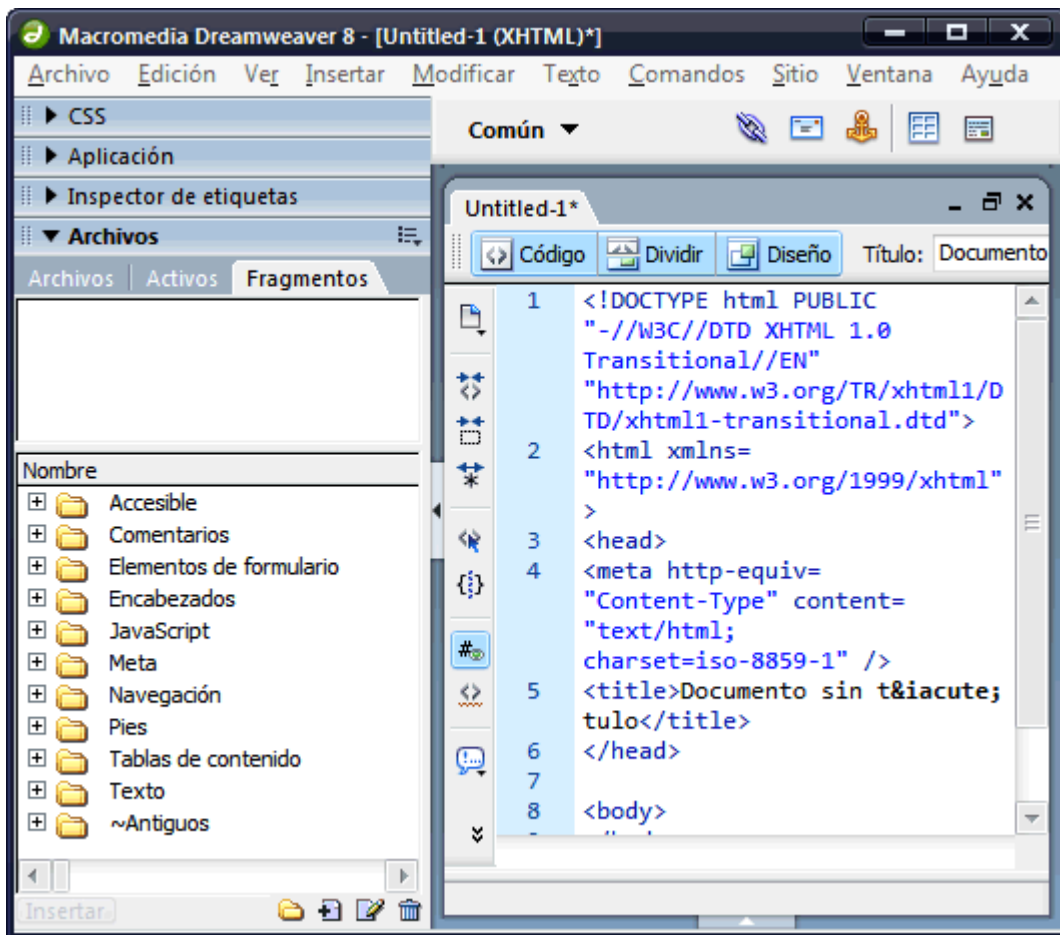 Macromedia Dreamweaver 8 - [Untitled-1 (XHTML)*]
Archivo Edición Ver Insertar Modificar Texto Comandos Sitio Ventana Ayuda
CSS
Aplicación
Inspector de etiquetas
Archivos
Archivos Activos Fragmentos
Nombre
Accesible
Comentarios
Elementos de formulario
Encabezados
JavaScript
Meta
Navegación
Pies
Tablas de contenido
Texto
~Antiguos
Insertar
Común
Untitled-1*
Código Dividir Diseño Título: Documento
1 <!DOCTYPE html PUBLIC
"-//W3C//DTD XHTML 1.0
Transitional//EN"
"http://www.w3.org/TR/xhtml1/D
TD/xhtml1-transitional.dtd">
2 <html xmlns=
"http://www.w3.org/1999/xhtml"
>
3 <head>
4 <meta http-equiv=
"Content-Type" content=
"text/html;
charset=iso-8859-1" />
5 <title>Documento sin t&iacute;
tulo</title>
6 </head>
7
8 <body>